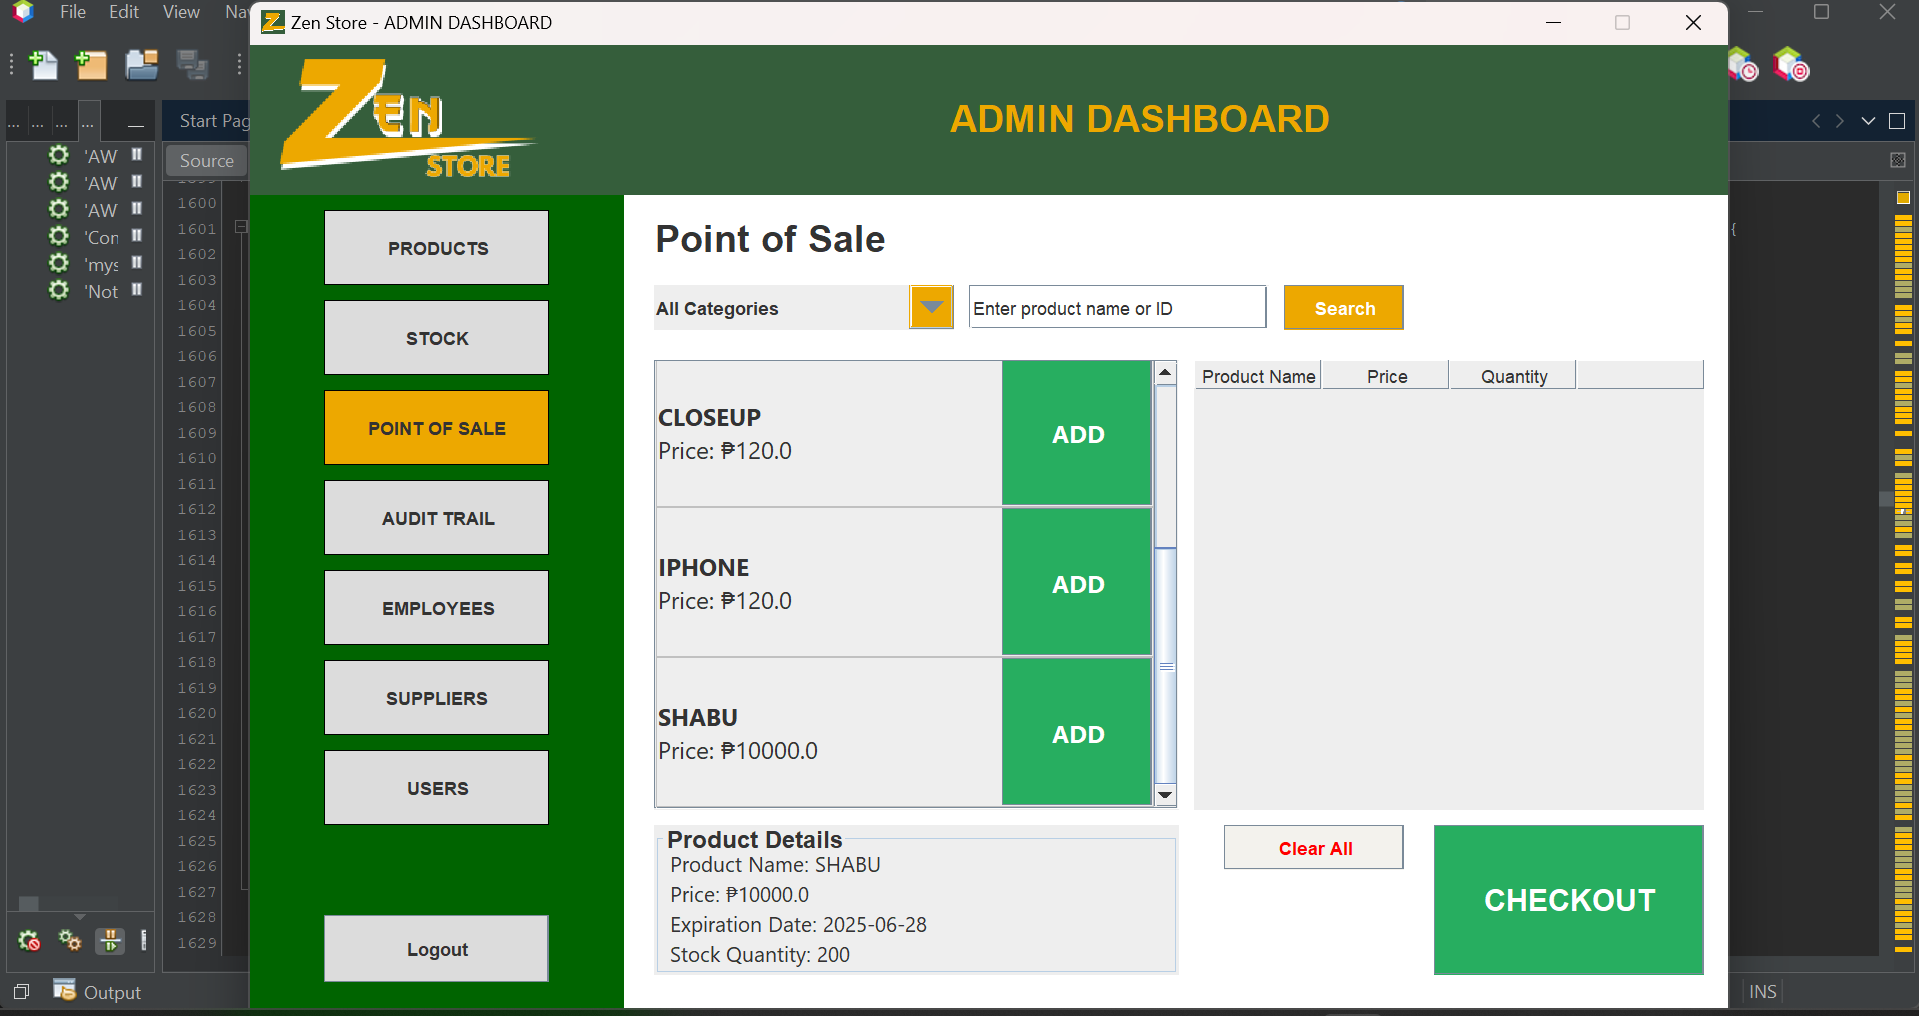 File Edit View Nav
Zen Store - ADMIN DASHBOARD
ZEN
STORE
ADMIN DASHBOARD
... ... ... ...
Start Pag
Source
'AW
'AW
'AW
'Con
'mys
'Not
1600
1601
1602
1603
1604
1605
1606
1607
1608
1609
1610
1611
1612
1613
1614
1615
1616
1617
1618
1619
1620
1621
1622
1623
1624
1625
1626
1627
1628
1629
{
PRODUCTS
STOCK
POINT OF SALE
AUDIT TRAIL
EMPLOYEES
SUPPLIERS
USERS
Logout
Point of Sale
All Categories
Enter product name or ID
Search
CLOSEUP
Price: ₱120.0
ADD
IPHONE
Price: ₱120.0
ADD
SHABU
Price: ₱10000.0
ADD
Product Name Price Quantity
Product Details
Product Name: SHABU
Price: ₱10000.0
Expiration Date: 2025-06-28
Stock Quantity: 200
Clear All
CHECKOUT
Output
INS